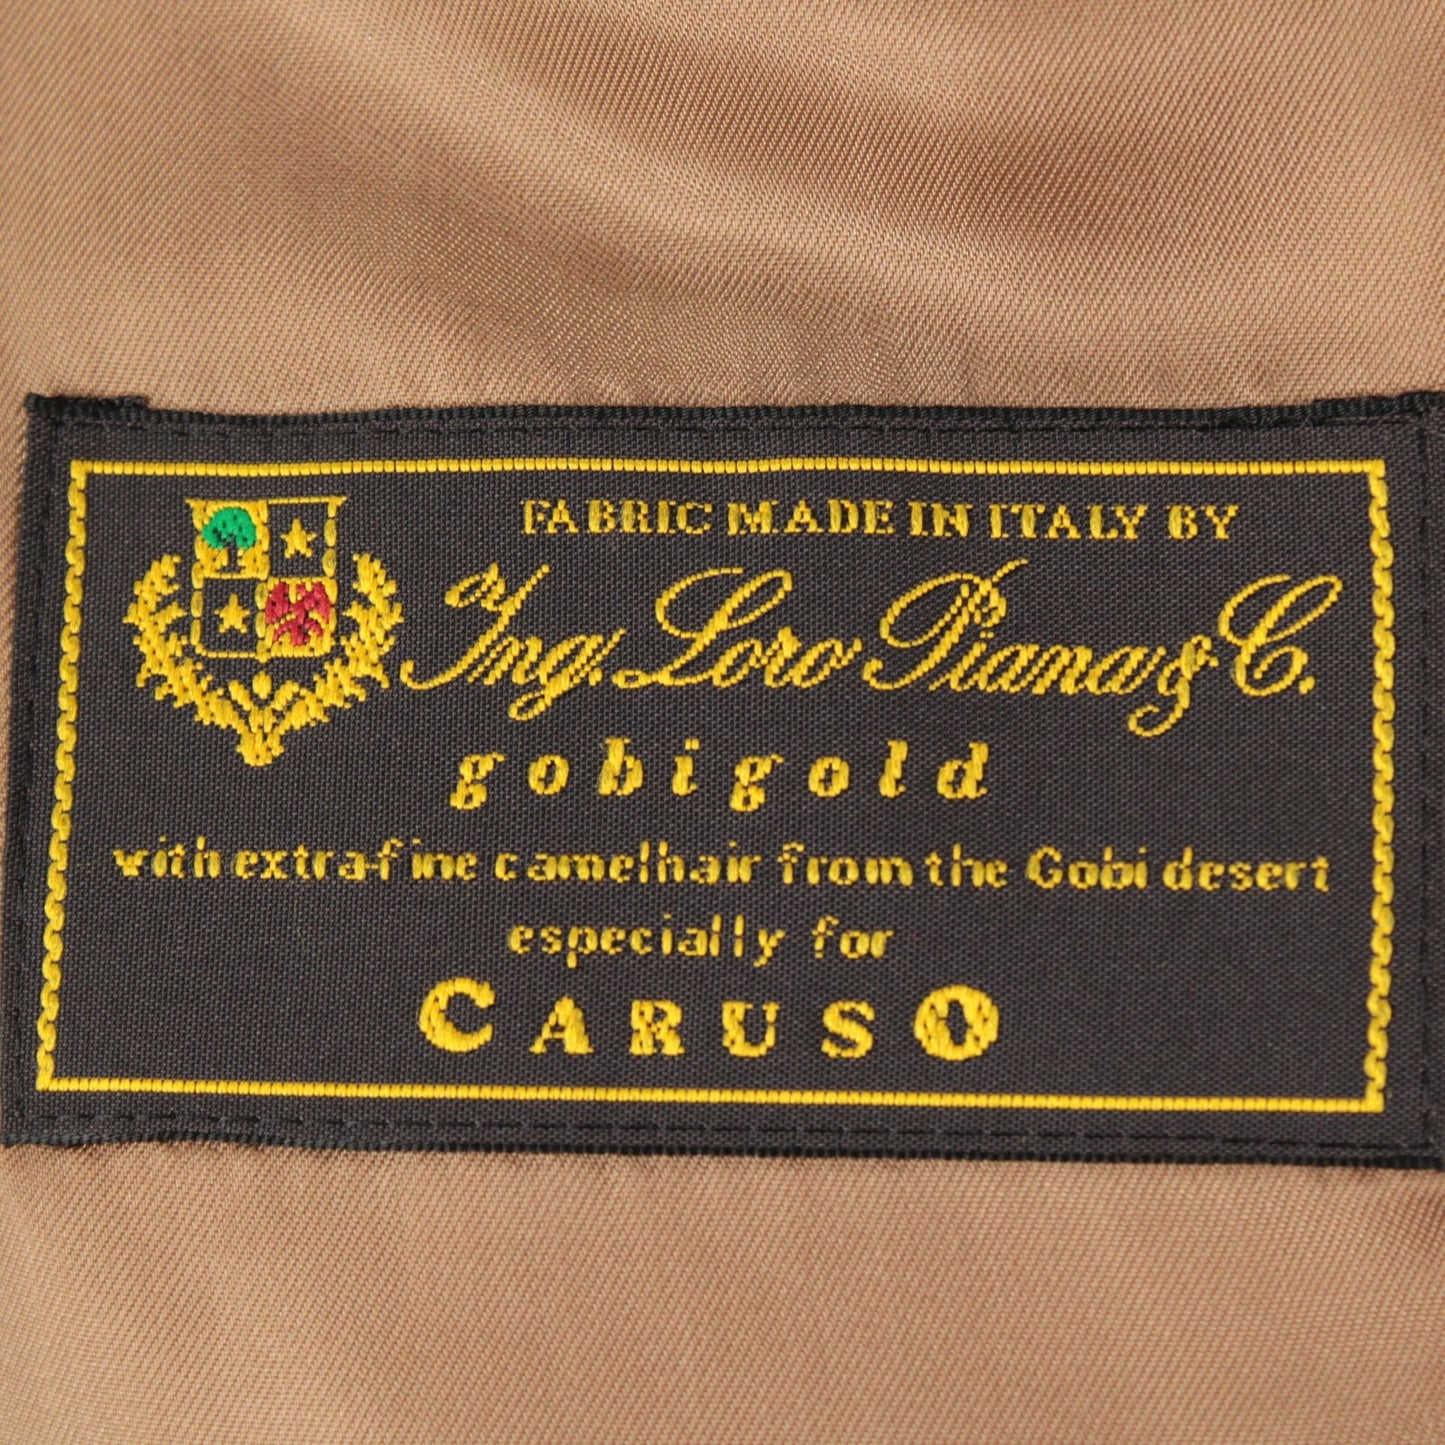 FABRIC MADE IN ITALY BY
Ing. Loro Piana & C.
gobigold
with extra-fine camelhair from the Gobi desert
especially for
CARUSO